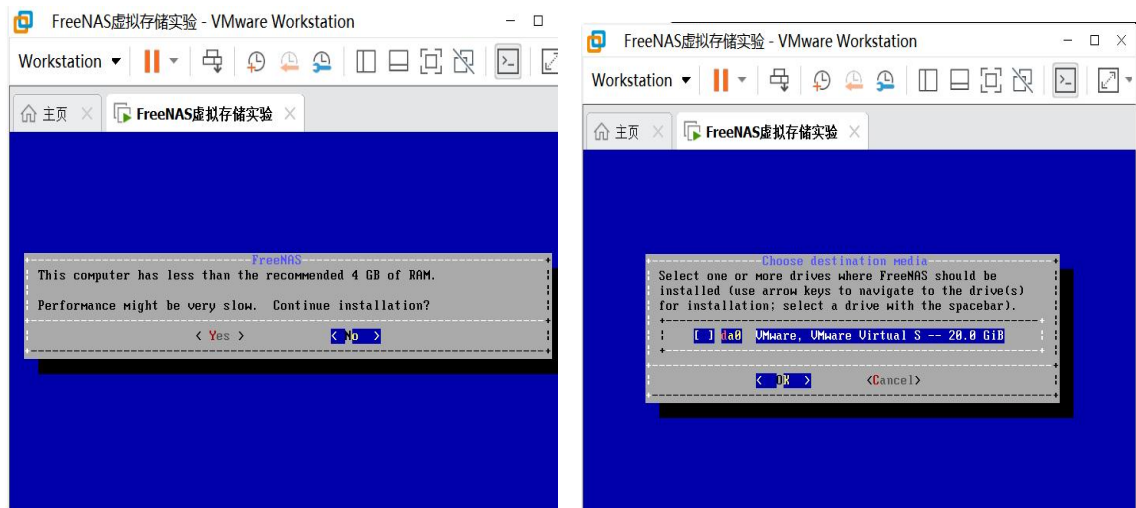 FreeNAS虚拟存储实验 - VMware Workstation
Workstation
主页
FreeNAS虚拟存储实验
FreeNAS
This computer has less than the recommended 4 GB of RAM.
Performance might be very slow. Continue installation?
< Yes > < No >
FreeNAS虚拟存储实验 - VMware Workstation
Workstation
主页
FreeNAS虚拟存储实验
Choose destination media
Select one or more drives where FreeNAS should be
installed (use arrow keys to navigate to the drive(s)
for installation; select a drive with the spacebar).
[ ] da0 VMware, VMware Virtual S -- 20.0 GiB
< OK > <Cancel>